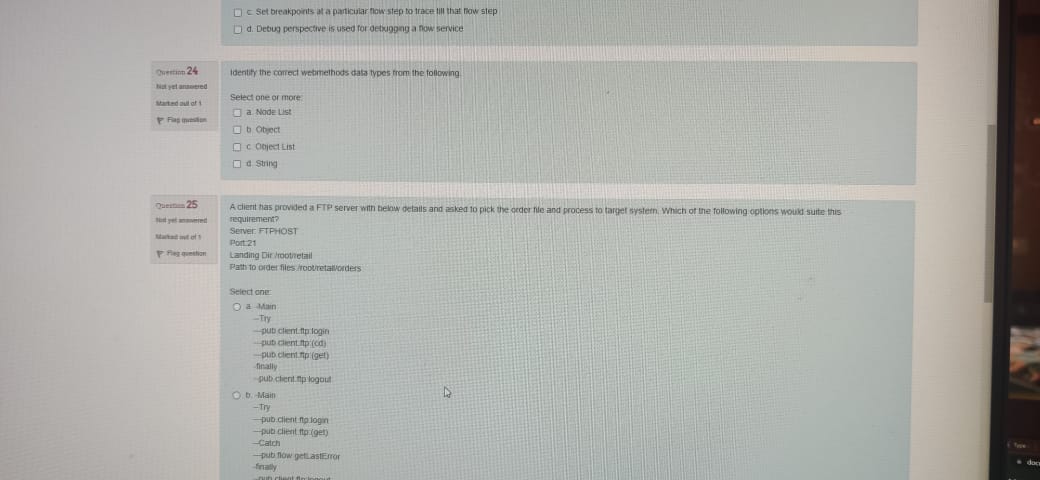 c. Set breakpoints at a particular flow step to trace till that flow step
d. Debug perspective is used for debugging a flow service
Question 24
Not yet answered
Marked out of 1
Flag question
Identify the correct webmethods data types from the following.
Select one or more:
a. Node List
b. Object
c. Object List
d. String
Question 25
Not yet answered
Marked out of 1
Flag question
A client has provided a FTP server with below details and asked to pick the order file and process to target system. Which of the following options would suite this
requirement?
Server: FTPHOST
Port:21
Landing Dir:/root/retail
Path to order files:/root/retail/orders
Select one:
a. -Main
--Try
---pub.client.ftp:login
---pub.client.ftp:(cd)
---pub.client.ftp:(get)
-finally
--pub.client.ftp:logout
b. -Main
--Try
---pub.client.ftp:login
---pub.client.ftp:(get)
--Catch
---pub.flow:getLastError
-finally
--pub.client.ftp:logout